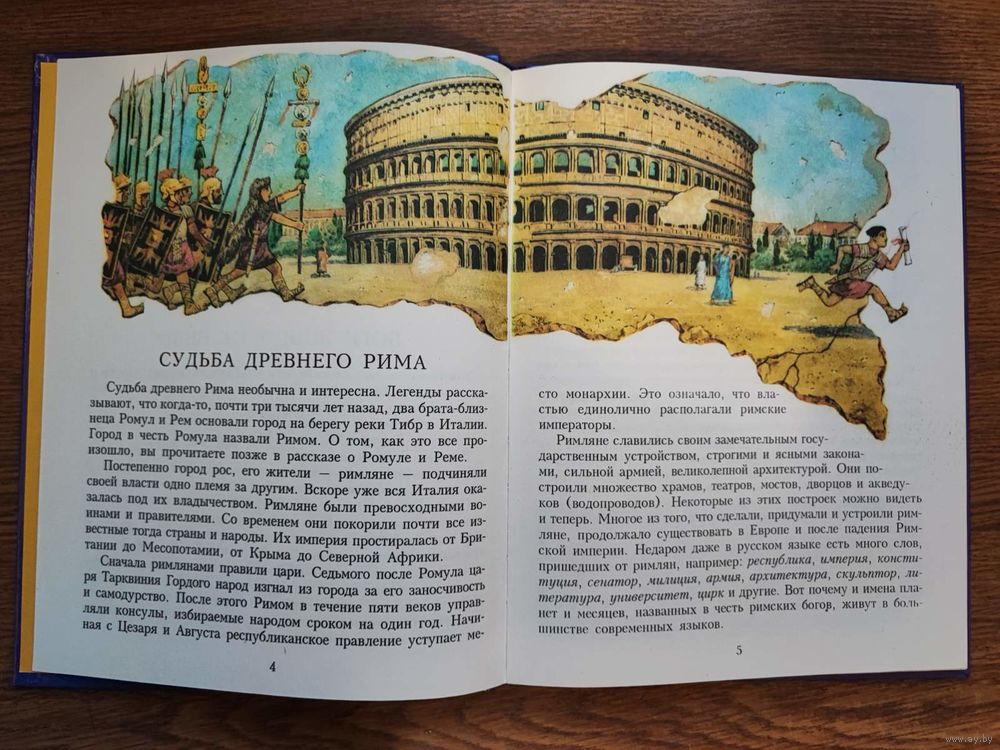 СУДЬБА ДРЕВНЕГО РИМА
Судьба древнего Рима необычна и интересна. Легенды расска-
зывают, что когда-то, почти три тысячи лет назад, два брата-близ-
неца Ромул и Рем основали город на берегу реки Тибр в Италии.
Город в честь Ромула назвали Римом. О том, как это все про-
изошло, вы прочитаете позже в рассказе о Ромуле и Реме.
Постепенно город рос, его жители — римляне — подчиняли
своей власти одно племя за другим. Вскоре уже вся Италия ока-
залась под их владычеством. Римляне были превосходными во-
инами и правителями. Со временем они покорили почти все из-
вестные тогда страны и народы. Их империя простиралась от Бри-
тании до Месопотамии, от Крыма до Северной Африки.
Сначала римлянами правили цари. Седьмого после Ромула ца-
ря Тарквиния Гордого народ изгнал из города за его заносчивость
и самодурство. После этого Римом в течение пяти веков управ-
ляли консулы, избираемые народом сроком на один год. Начи-
ная с Цезаря и Августа республиканское правление уступает ме-
4
сто монархии. Это означало, что вла-
стью единолично располагали римские
императоры.
Римляне славились своим замечательным госу-
дарственным устройством, строгими и ясными закона-
ми, сильной армией, великолепной архитектурой. Они по-
строили множество храмов, театров, мостов, дворцов и акведу-
ков (водопроводов). Некоторые из этих построек можно видеть
и теперь. Многое из того, что сделали, придумали и устроили рим-
ляне, продолжало существовать в Европе и после падения Рим-
ской империи. Недаром даже в русском языке есть много слов,
пришедших от римлян, например: республика, империя, консти-
туция, сенатор, милиция, армия, архитектура, скульптор, ли-
тература, университет, цирк и другие. Вот почему и имена пла-
нет и месяцев, названных в честь римских богов, живут в боль-
шинстве современных языков.
5
www.ay.by